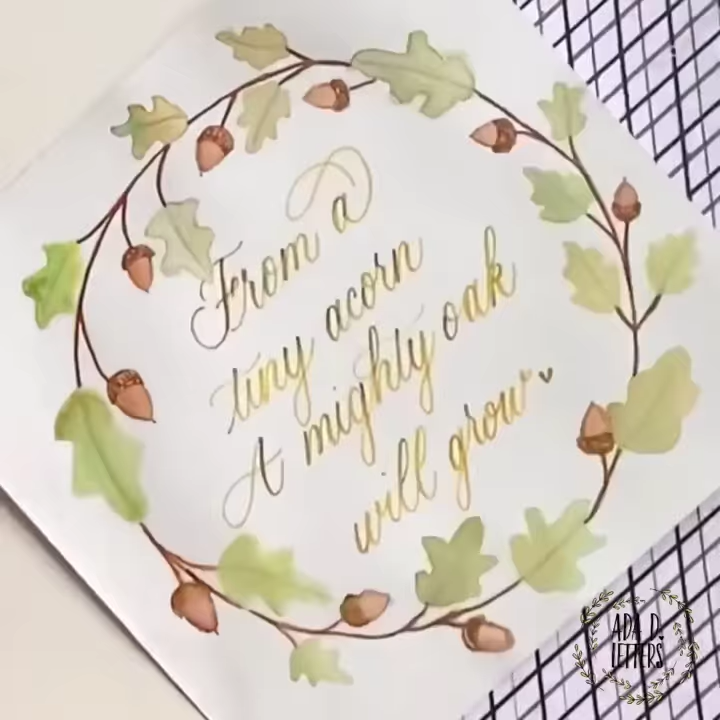 From a
tiny acorn
A mighty oak
will grow
ADA D.
LETTERS